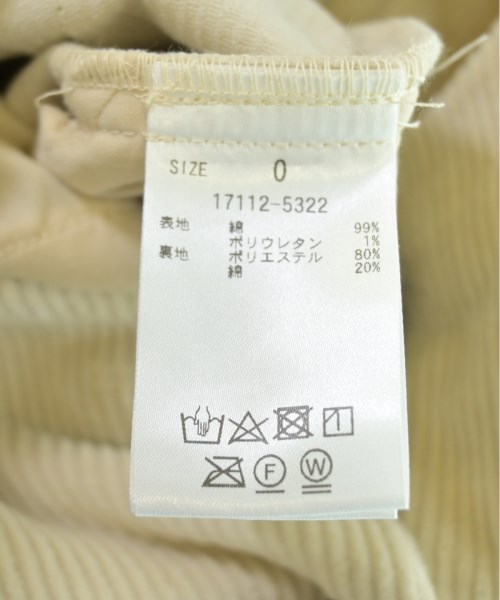 SIZE 0
17112-5322
表地 綿 99%
ポリウレタン 1%
裏地 ポリエステル 80%
綿 20%
F W